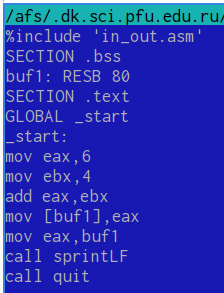 /afs/.dk.sci.pfu.edu.ru/
%include 'in_out.asm'
SECTION .bss
buf1: RESB 80
SECTION .text
GLOBAL _start
_start:
mov eax,6
mov ebx,4
add eax,ebx
mov [buf1],eax
mov eax,buf1
call sprintLF
call quit